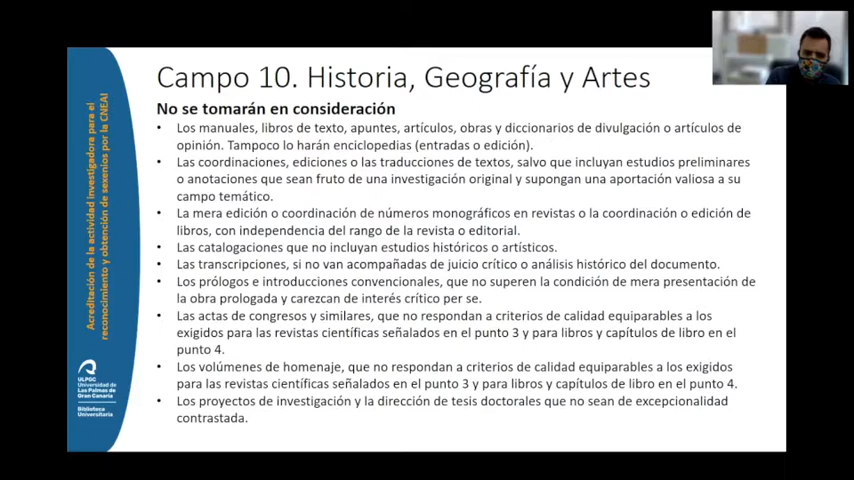 Campo 10. Historia, Geografía y Artes
No se tomarán en consideración
• Los manuales, libros de texto, apuntes, artículos, obras y diccionarios de divulgación o artículos de
opinión. Tampoco lo harán enciclopedias (entradas o edición).
• Las coordinaciones, ediciones o las traducciones de textos, salvo que incluyan estudios preliminares
o anotaciones que sean fruto de una investigación original y supongan una aportación valiosa a su
campo temático.
• La mera edición o coordinación de números monográficos en revistas o la coordinación o edición de
libros, con independencia del rango de la revista o editorial.
• Las catalogaciones que no incluyan estudios históricos o artísticos.
• Las transcripciones, si no van acompañadas de juicio crítico o análisis histórico del documento.
• Los prólogos e introducciones convencionales, que no superen la condición de mera presentación de
la obra prologada y carezcan de interés crítico per se.
• Las actas de congresos y similares, que no respondan a criterios de calidad equiparables a los
exigidos para las revistas científicas señalados en el punto 3 y para libros y capítulos de libro en el
punto 4.
• Los volúmenes de homenaje, que no respondan a criterios de calidad equiparables a los exigidos
para las revistas científicas señalados en el punto 3 y para libros y capítulos de libro en el punto 4.
• Los proyectos de investigación y la dirección de tesis doctorales que no sean de excepcionalidad
contrastada.
Acreditación de la actividad investigadora para el
reconocimiento y obtención de sexenios por la CNEAI
ULPGC
Universidad de
Las Palmas de
Gran Canaria
Biblioteca
Universitaria